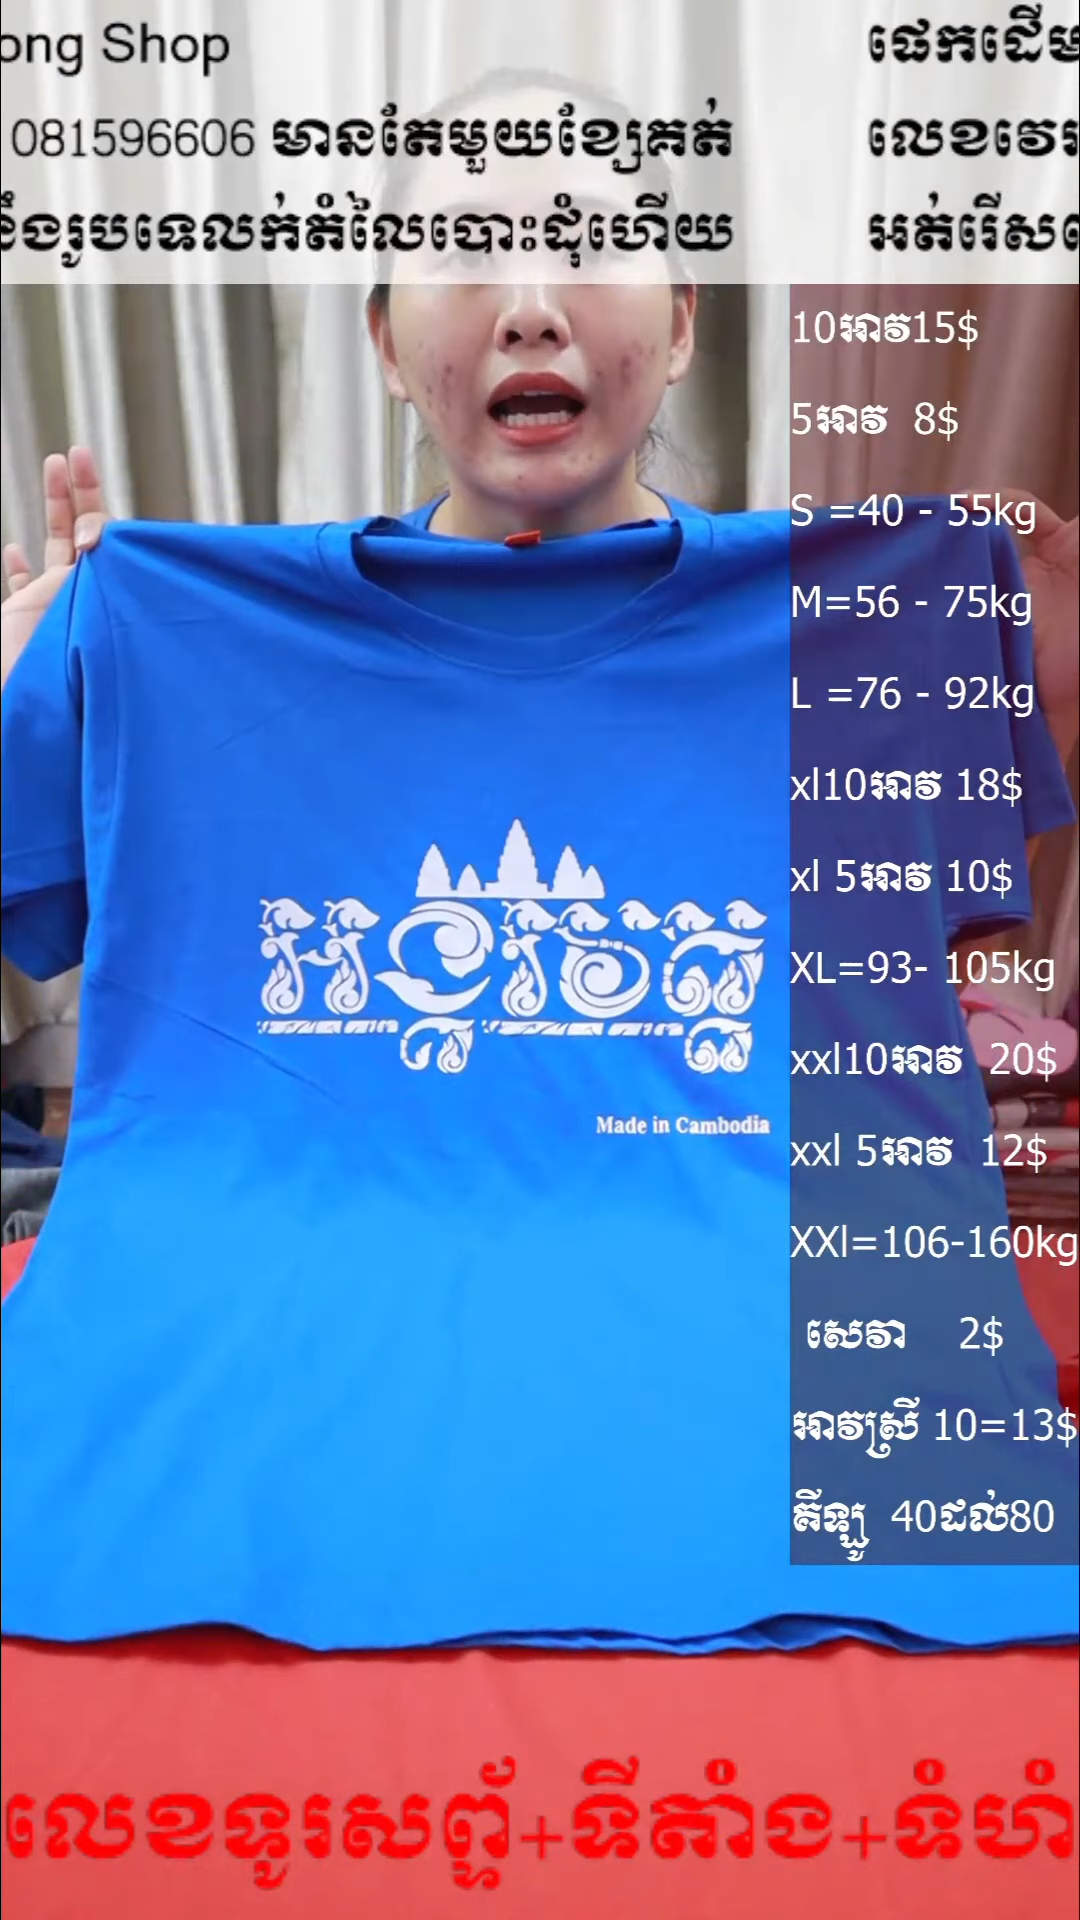 ong Shop
ផេកដើម
081596606 មានតែមួយខ្សែគត់
លេខវេរ
នឹងរូបទេលក់តំលៃបោះដុំហើយ
អត់រើស
10អាវ15$
5អាវ 8$
S =40 - 55kg
M=56 - 75kg
L =76 - 92kg
xl10អាវ 18$
xl 5អាវ 10$
XL=93- 105kg
xxl10អាវ 20$
xxl 5អាវ 12$
XXl=106-160kg
សេវា 2$
អាវស្រី 10=13$
គីឡូ 40ដល់80
អង្គរវត្ត
Made in Cambodia
លេខទូរសព្ទ័+ទីតាំង+ទំហំ